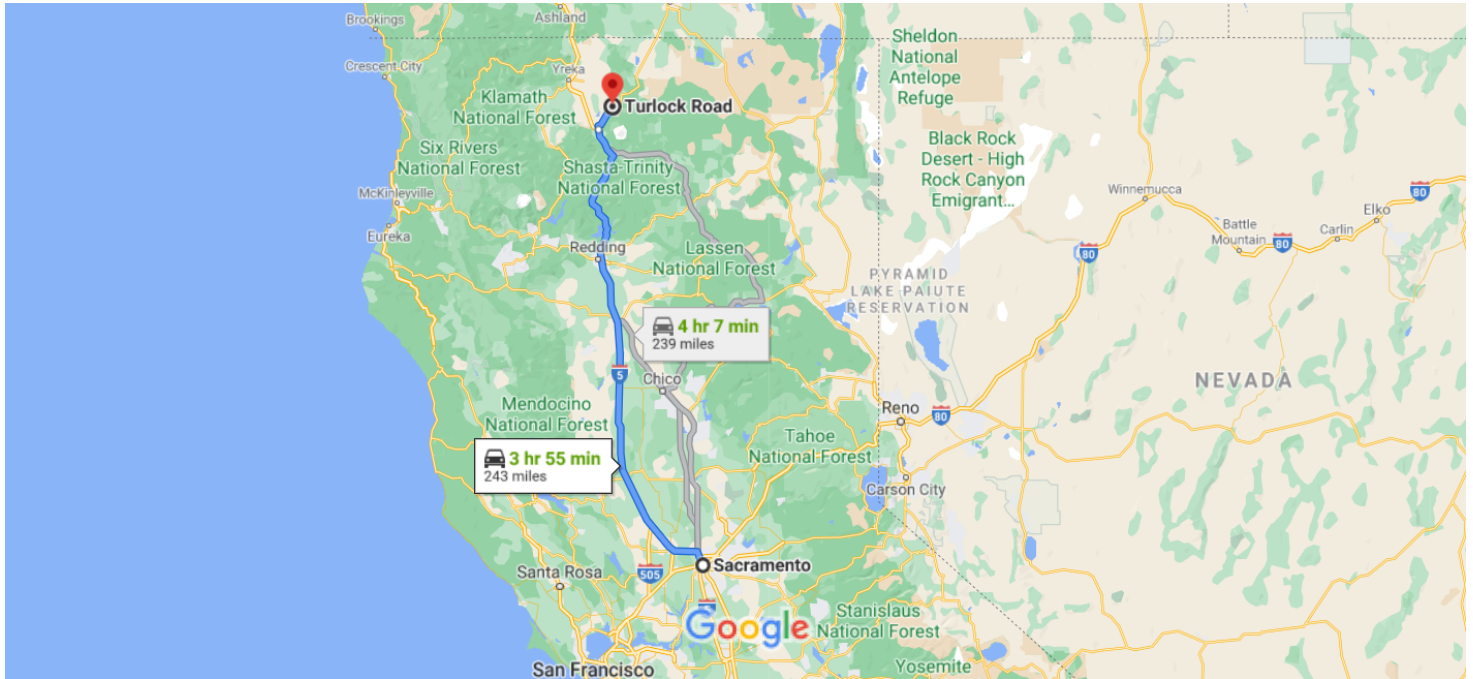 Brookings
Ashland
Crescent City
Yreka
Klamath
National Forest
Turlock Road
Sheldon
National
Antelope
Refuge
Six Rivers
National Forest
Shasta-Trinity
National Forest
Black Rock
Desert - High
Rock Canyon
Emigrant...
McKinleyville
Eureka
Winnemucca
80
Elko
Battle
Mountain
80
Carlin
Redding
Lassen
National Forest
80
PYRAMID
LAKE PAIUTE
RESERVATION
4 hr 7 min
239 miles
5
Chico
NEVADA
Mendocino
National Forest
Reno
80
Tahoe
National Forest
3 hr 55 min
243 miles
Carson City
Sacramento
Santa Rosa
505
Google
Stanislaus
National Forest
San Francisco
Yosemite